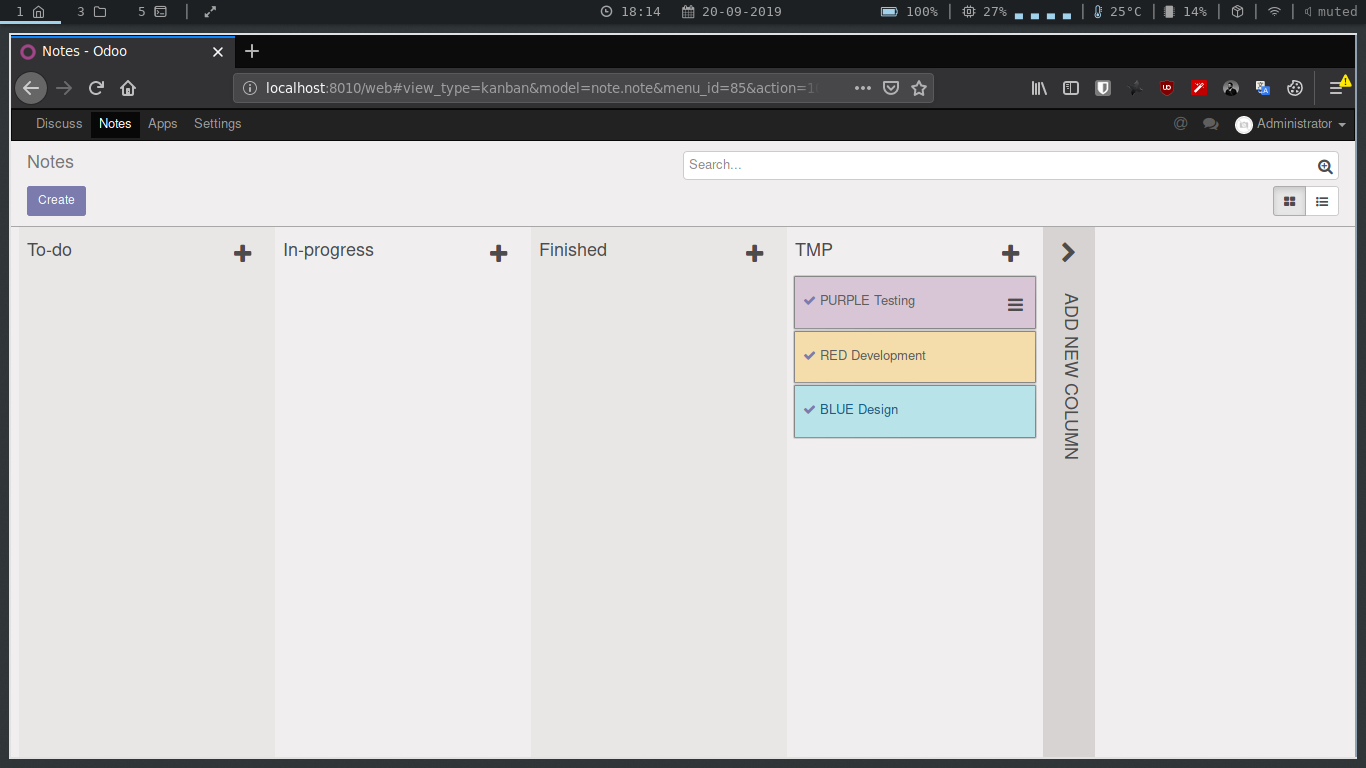 1 3 5 18:14 20-09-2019 100% 27% 25°C 14% muted
Notes - Odoo
localhost:8010/web#view_type=kanban&model=note.note&menu_id=85&action=1
Discuss Notes Apps Settings @ Administrator
Notes
Search...
Create
To-do In-progress Finished TMP
PURPLE Testing
RED Development
BLUE Design
ADD NEW COLUMN